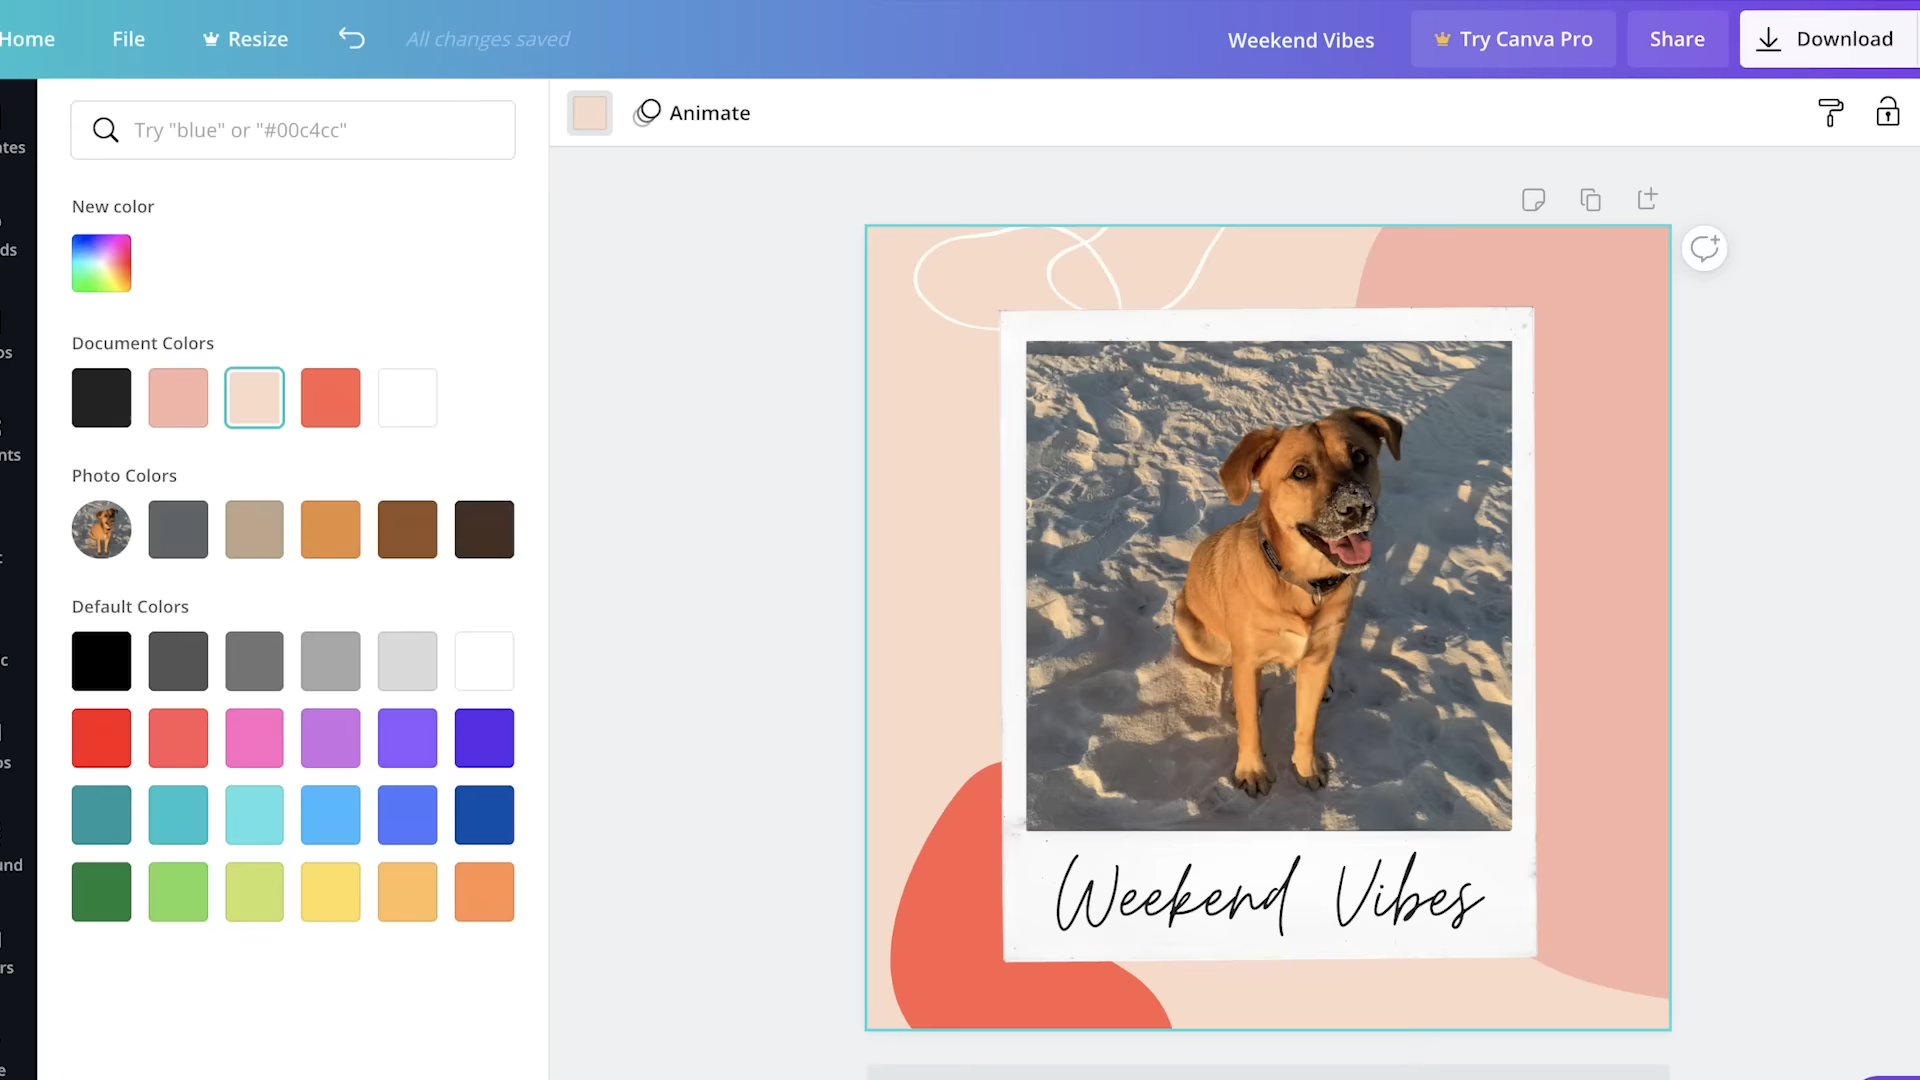 Home File Resize All changes saved Weekend Vibes Try Canva Pro Share Download
Try "blue" or "#00c4cc"
Animate
New color
Document Colors
Photo Colors
Default Colors
Weekend Vibes